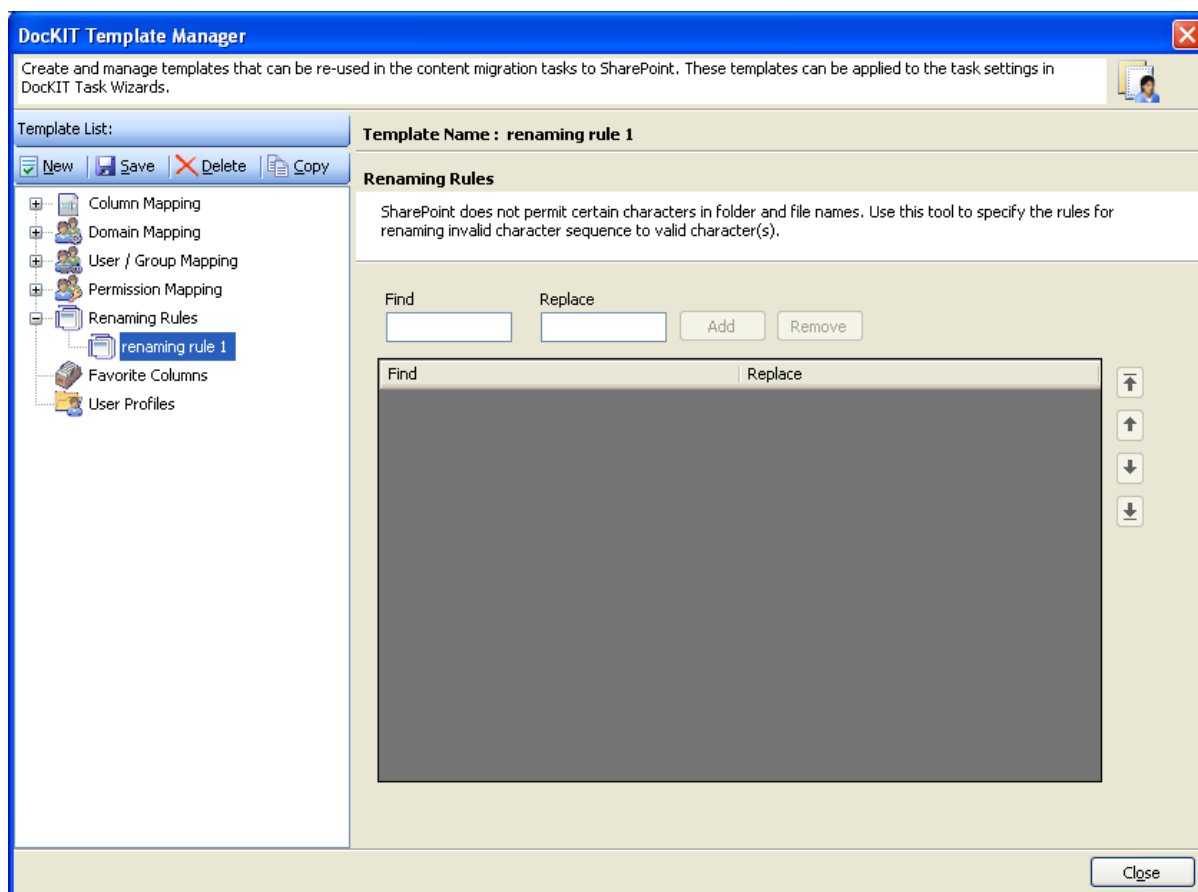 DocKIT Template Manager
Create and manage templates that can be re-used in the content migration tasks to SharePoint. These templates can be applied to the task settings in
DocKIT Task Wizards.
Template List:
New Save Delete Copy
Column Mapping
Domain Mapping
User / Group Mapping
Permission Mapping
Renaming Rules
renaming rule 1
Favorite Columns
User Profiles
Template Name : renaming rule 1
Renaming Rules
SharePoint does not permit certain characters in folder and file names. Use this tool to specify the rules for
renaming invalid character sequence to valid character(s).
Find Replace
Add Remove
Find Replace
Close